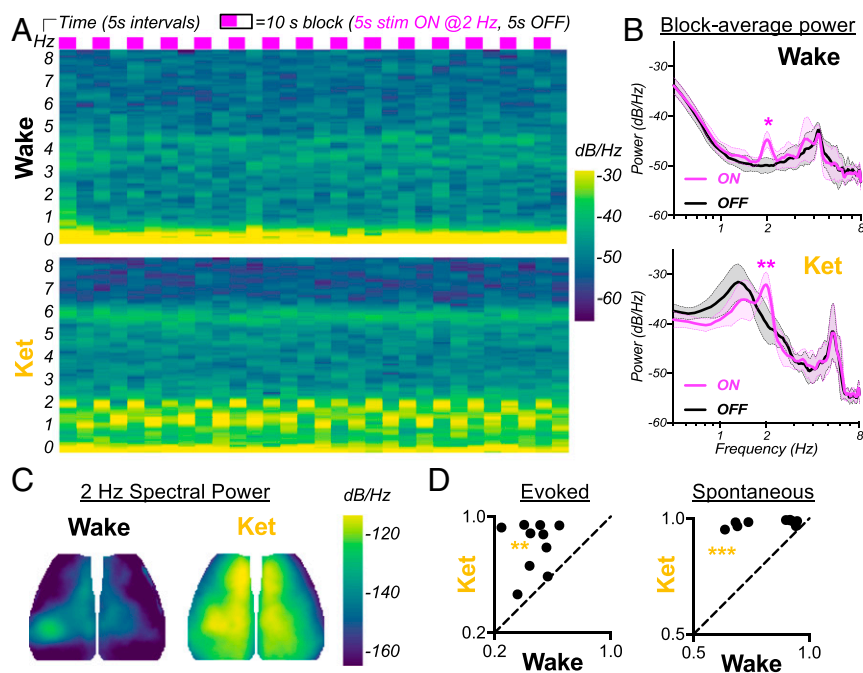 A
Time (5s intervals) =10 s block (5s stim ON @2 Hz, 5s OFF)
Hz
8
7
6
5
4
3
2
1
0
Wake
dB/Hz
-30
-40
-50
-60
8
7
6
5
4
3
2
1
0
Ket
B
Block-average power
Wake
-30
-40
-50
-60
Power (dB/Hz)
*
ON
OFF
1 2 8
Ket
-30
-40
-50
-60
Power (dB/Hz)
**
ON
OFF
1 2 8
Frequency (Hz)
C
2 Hz Spectral Power
Wake Ket
dB/Hz
-120
-140
-160
D
Evoked
1.0
Ket
**
0.2
0.2 1.0
Wake
Spontaneous
1.0
Ket
***
0.5
0.5 1.0
Wake